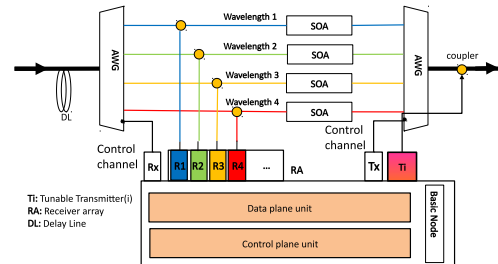 Wavelength 1
SOA
Wavelength 2
SOA
Wavelength 3
SOA
Wavelength 4
SOA
AWG
AWG
coupler
DL
Control channel
Control channel
Rx
R1
R2
R3
R4
...
RA
Tx
Ti
Ti: Tunable Transmitter(i)
RA: Receiver array
DL: Delay Line
Data plane unit
Control plane unit
Basic Node